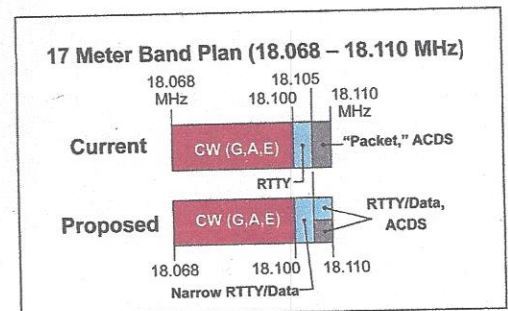 17 Meter Band Plan (18.068 – 18.110 MHz)
18.068 MHz
18.100
18.105
18.110 MHz
Current
CW (G,A,E)
"Packet," ACDS
RTTY
Proposed
CW (G,A,E)
RTTY/Data, ACDS
18.068
18.100
18.110
Narrow RTTY/Data